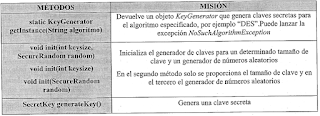 MÉTODOS
MISIÓN
static KeyGenerator
getInstance(String algoritmo)
Devuelve un objeto KeyGenerator que genera claves secretas
para el algoritmo especificado, por ejemplo "DES". Puede lanzar la
excepción NoSuchAlgorithmException
void init(int keysize,
SecureRandom random)
void init(int keysize)
void init(SecureRandom
random)
Inicializa el generador de claves para un determinado tamaño de
clave y un generador de números aleatorios
En el segundo método solo se proporciona el tamaño de clave y en
el tercero el generador de números aleatorios
SecretKey generateKey()
Genera una clave secreta